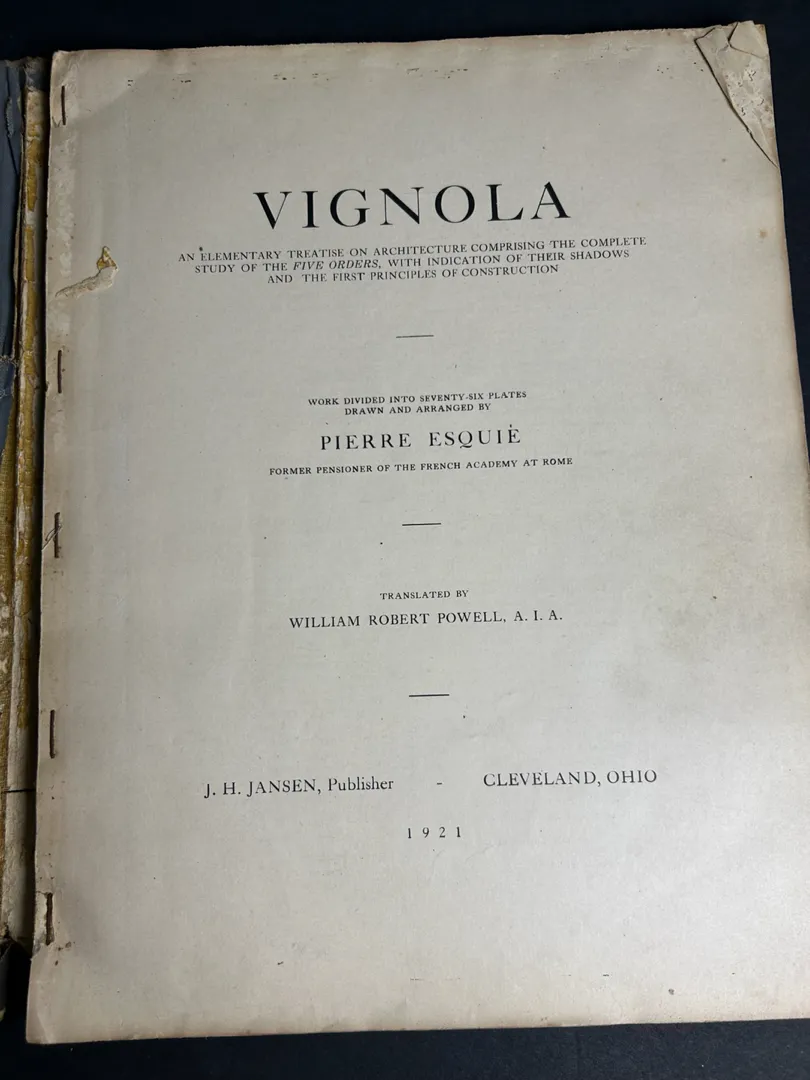 VIGNOLA
AN ELEMENTARY TREATISE ON ARCHITECTURE COMPRISING THE COMPLETE
STUDY OF THE FIVE ORDERS, WITH INDICATION OF THEIR SHADOWS
AND THE FIRST PRINCIPLES OF CONSTRUCTION
WORK DIVIDED INTO SEVENTY-SIX PLATES
DRAWN AND ARRANGED BY
PIERRE ESQUIÈ
FORMER PENSIONER OF THE FRENCH ACADEMY AT ROME
TRANSLATED BY
WILLIAM ROBERT POWELL, A. I. A.
J. H. JANSEN, Publisher - CLEVELAND, OHIO
1921